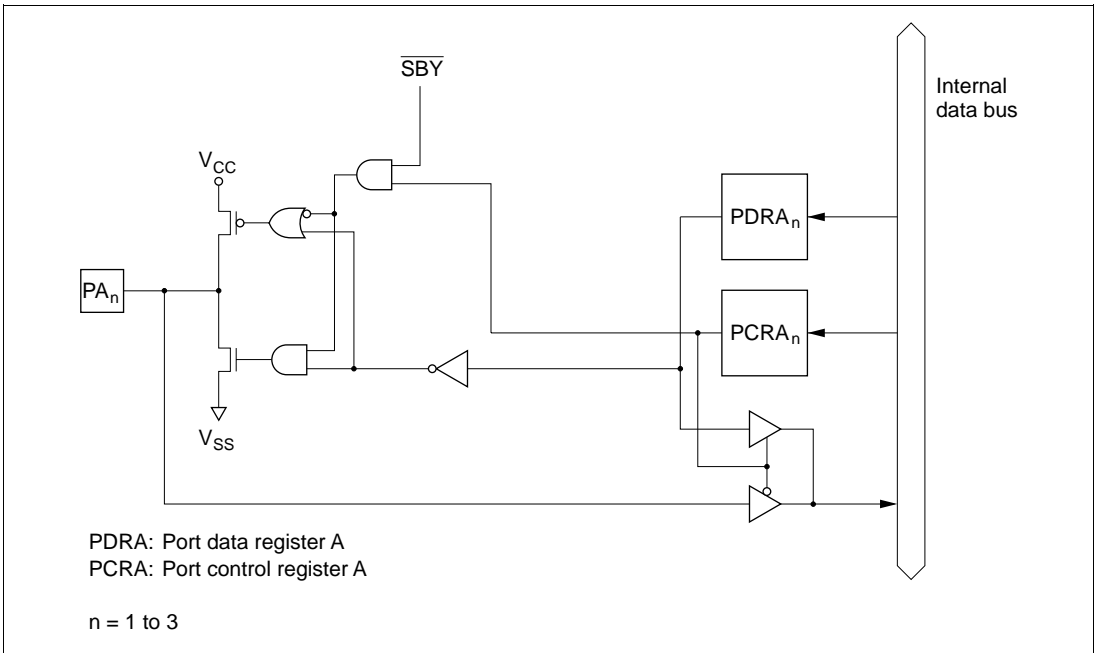 SBY
Internal
data bus
VCC
PDRAn
PAn
PCRAn
VSS
PDRA: Port data register A
PCRA: Port control register A
n = 1 to 3